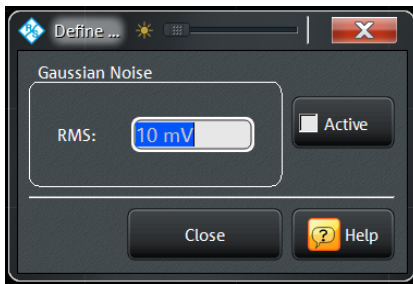 Define ...
Gaussian Noise
RMS:
10 mV
Active
Close
? Help